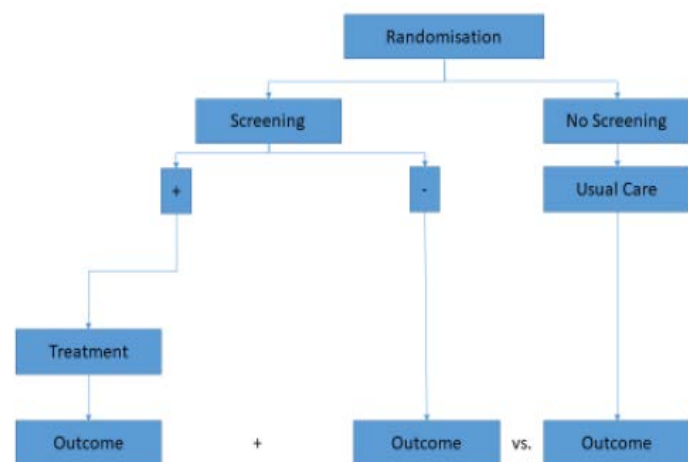 Randomisation
Screening
No Screening
+
-
Usual Care
Treatment
Outcome
+
Outcome
vs.
Outcome